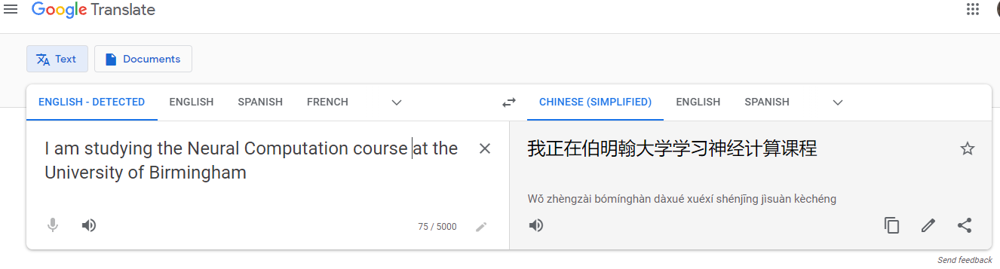 Google Translate
Text Documents
ENGLISH - DETECTED ENGLISH SPANISH FRENCH CHINESE (SIMPLIFIED) ENGLISH SPANISH
I am studying the Neural Computation course at the
University of Birmingham
我正在伯明翰大学学习神经计算课程
Wǒ zhèngzài bómínghàn dàxué xuéxí shénjīng jìsuàn kèchéng
75 / 5000
Send feedback